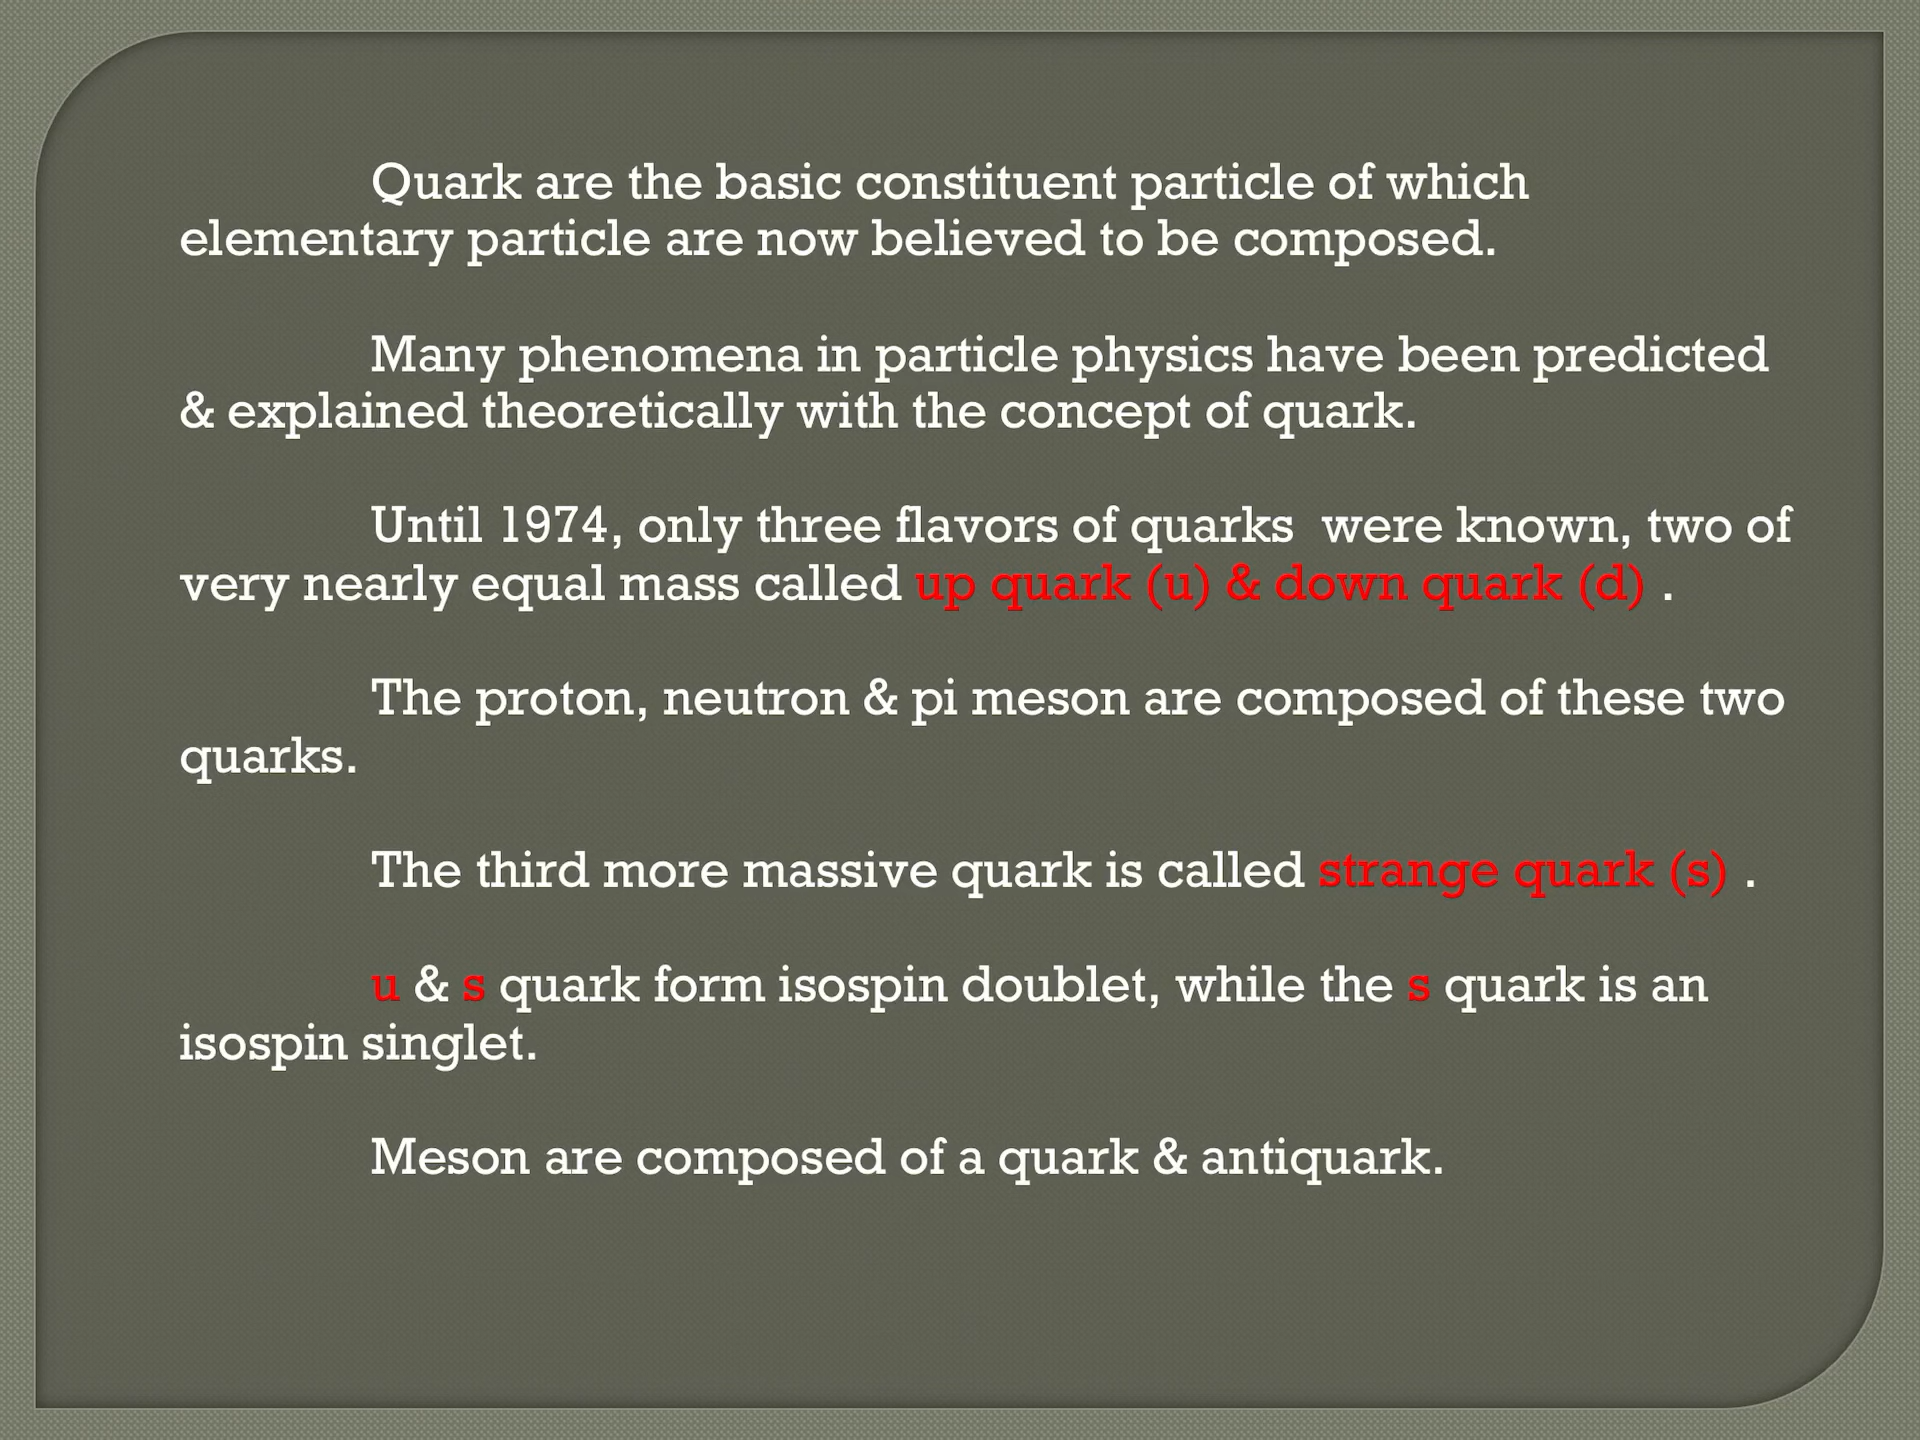 Quark are the basic constituent particle of which
elementary particle are now believed to be composed.
Many phenomena in particle physics have been predicted
& explained theoretically with the concept of quark.
Until 1974, only three flavors of quarks  were known, two of
very nearly equal mass called up quark (u) & down quark (d) .
The proton, neutron & pi meson are composed of these two
quarks.
The third more massive quark is called strange quark (s) .
u & s quark form isospin doublet, while the s quark is an
isospin singlet.
Meson are composed of a quark & antiquark.